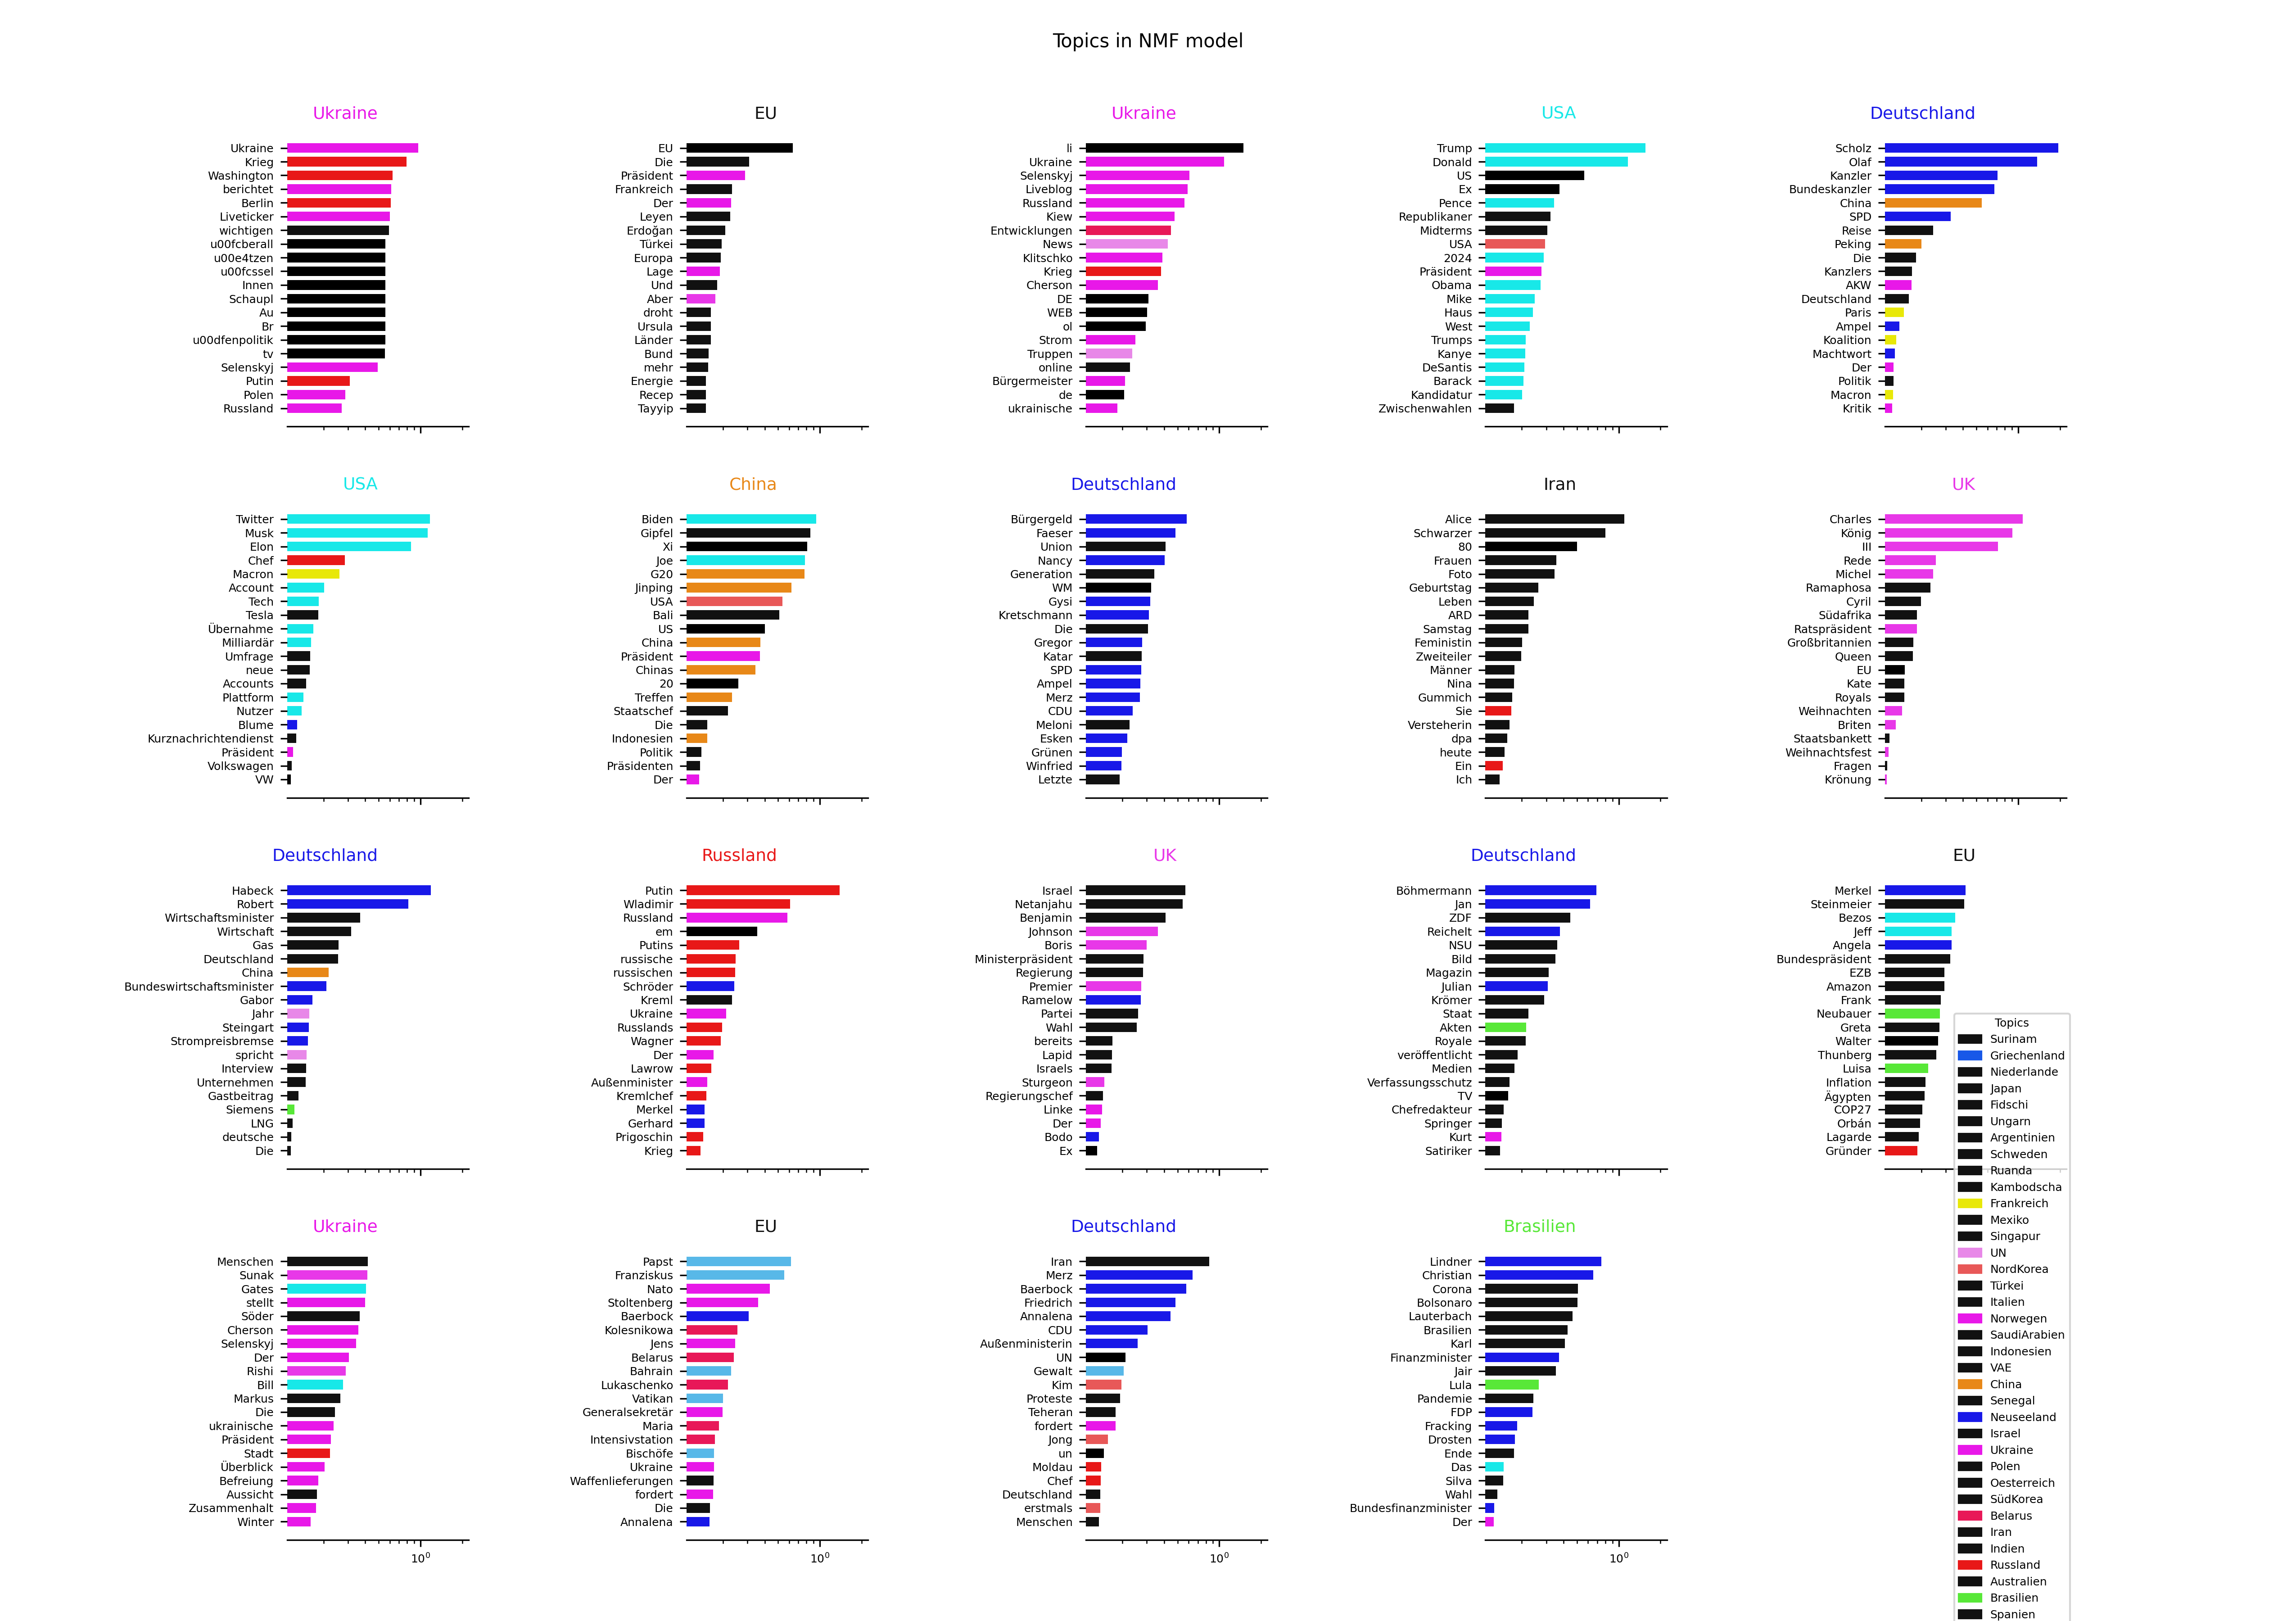 Topics in NMF model
Ukraine
Ukraine
Krieg
Washington
berichtet
Berlin
Liveticker
wichtigen
u00fcberall
u00e4tzen
u00fcssel
Innen
Schaupl
Au
Br
u00dfenpolitik
tv
Selenskyj
Putin
Polen
Russland
EU
EU
Die
Präsident
Frankreich
Der
Leyen
Erdoğan
Türkei
Europa
Lage
Und
Aber
droht
Ursula
Länder
Bund
mehr
Energie
Recep
Tayyip
Ukraine
li
Ukraine
Selenskyj
Liveblog
Russland
Kiew
Entwicklungen
News
Klitschko
Krieg
Cherson
DE
WEB
ol
Strom
Truppen
online
Bürgermeister
de
ukrainische
USA
Trump
Donald
US
Ex
Pence
Republikaner
Midterms
USA
2024
Präsident
Obama
Mike
Haus
West
Trumps
Kanye
DeSantis
Barack
Kandidatur
Zwischenwahlen
Deutschland
Scholz
Olaf
Kanzler
Bundeskanzler
China
SPD
Reise
Peking
Die
Kanzlers
AKW
Deutschland
Paris
Ampel
Koalition
Machtwort
Der
Politik
Macron
Kritik
USA
Twitter
Musk
Elon
Chef
Macron
Account
Tech
Tesla
Übernahme
Milliardär
Umfrage
neue
Accounts
Plattform
Nutzer
Blume
Kurznachrichtendienst
Präsident
Volkswagen
VW
China
Biden
Gipfel
Xi
Joe
G20
Jinping
USA
Bali
US
China
Präsident
Chinas
20
Treffen
Staatschef
Die
Indonesien
Politik
Präsidenten
Der
Deutschland
Bürgergeld
Faeser
Union
Nancy
Generation
WM
Gysi
Kretschmann
Die
Gregor
Katar
SPD
Ampel
Merz
CDU
Meloni
Esken
Grünen
Winfried
Letzte
Iran
Alice
Schwarzer
80
Frauen
Foto
Geburtstag
Leben
ARD
Samstag
Feministin
Zweiteiler
Männer
Nina
Gummich
Sie
Versteherin
dpa
heute
Ein
Ich
UK
Charles
König
III
Rede
Michel
Ramaphosa
Cyril
Südafrika
Ratspräsident
Großbritannien
Queen
EU
Kate
Royals
Weihnachten
Briten
Staatsbankett
Weihnachtsfest
Fragen
Krönung
Deutschland
Habeck
Robert
Wirtschaftsminister
Wirtschaft
Gas
Deutschland
China
Bundeswirtschaftsminister
Gabor
Jahr
Steingart
Strompreisbremse
spricht
Interview
Unternehmen
Gastbeitrag
Siemens
LNG
deutsche
Die
Russland
Putin
Wladimir
Russland
em
Putins
russische
russischen
Schröder
Kreml
Ukraine
Russlands
Wagner
Der
Lawrow
Außenminister
Kremlchef
Merkel
Gerhard
Prigoschin
Krieg
UK
Israel
Netanjahu
Benjamin
Johnson
Boris
Ministerpräsident
Regierung
Premier
Ramelow
Partei
Wahl
bereits
Lapid
Israels
Sturgeon
Regierungschef
Linke
Der
Bodo
Ex
Deutschland
Böhmermann
Jan
ZDF
Reichelt
NSU
Bild
Magazin
Julian
Krömer
Staat
Akten
Royale
veröffentlicht
Medien
Verfassungsschutz
TV
Chefredakteur
Springer
Kurt
Satiriker
EU
Merkel
Steinmeier
Bezos
Jeff
Angela
Bundespräsident
EZB
Amazon
Frank
Neubauer
Greta
Walter
Thunberg
Luisa
Inflation
Ägypten
COP27
Orbán
Lagarde
Gründer
Ukraine
Menschen
Sunak
Gates
stellt
Söder
Cherson
Selenskyj
Der
Rishi
Bill
Markus
Die
ukrainische
Präsident
Stadt
Überblick
Befreiung
Aussicht
Zusammenhalt
Winter
10⁰
EU
Papst
Franziskus
Nato
Stoltenberg
Baerbock
Kolesnikowa
Jens
Belarus
Bahrain
Lukaschenko
Vatikan
Generalsekretär
Maria
Intensivstation
Bischöfe
Ukraine
Waffenlieferungen
fordert
Die
Annalena
10⁰
Deutschland
Iran
Merz
Baerbock
Friedrich
Annalena
CDU
Außenministerin
UN
Gewalt
Kim
Proteste
Teheran
fordert
Jong
un
Moldau
Chef
Deutschland
erstmals
Menschen
10⁰
Brasilien
Lindner
Christian
Corona
Bolsonaro
Lauterbach
Brasilien
Karl
Finanzminister
Jair
Lula
Pandemie
FDP
Fracking
Drosten
Ende
Das
Silva
Wahl
Bundesfinanzminister
Der
10⁰
Topics
Surinam
Griechenland
Niederlande
Japan
Fidschi
Ungarn
Argentinien
Schweden
Ruanda
Kambodscha
Frankreich
Mexiko
Singapur
UN
NordKorea
Türkei
Italien
Norwegen
SaudiArabien
Indonesien
VAE
China
Senegal
Neuseeland
Israel
Ukraine
Polen
Oesterreich
SüdKorea
Belarus
Iran
Indien
Russland
Australien
Brasilien
Spanien